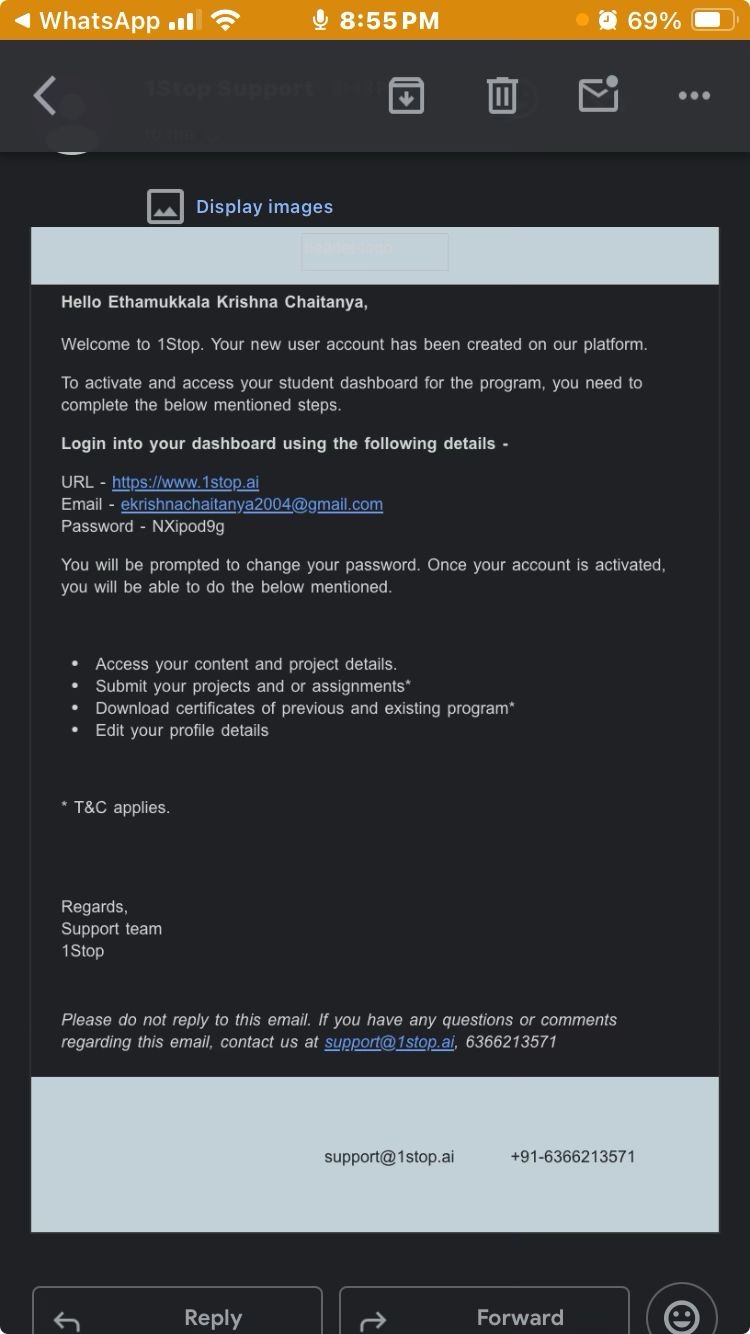 WhatsApp 8:55 PM 69%
1Stop Support
Display images
header-logo
Hello Ethamukkala Krishna Chaitanya,
Welcome to 1Stop. Your new user account has been created on our platform.
To activate and access your student dashboard for the program, you need to
complete the below mentioned steps.
Login into your dashboard using the following details -
URL - https://www.1stop.ai
Email - ekrishnachaitanya2004@gmail.com
Password - NXipod9g
You will be prompted to change your password. Once your account is activated,
you will be able to do the below mentioned.
• Access your content and project details.
• Submit your projects and or assignments*
• Download certificates of previous and existing program*
• Edit your profile details
* T&C applies.
Regards,
Support team
1Stop
Please do not reply to this email. If you have any questions or comments
regarding this email, contact us at support@1stop.ai, 6366213571
support@1stop.ai +91-6366213571
Reply Forward